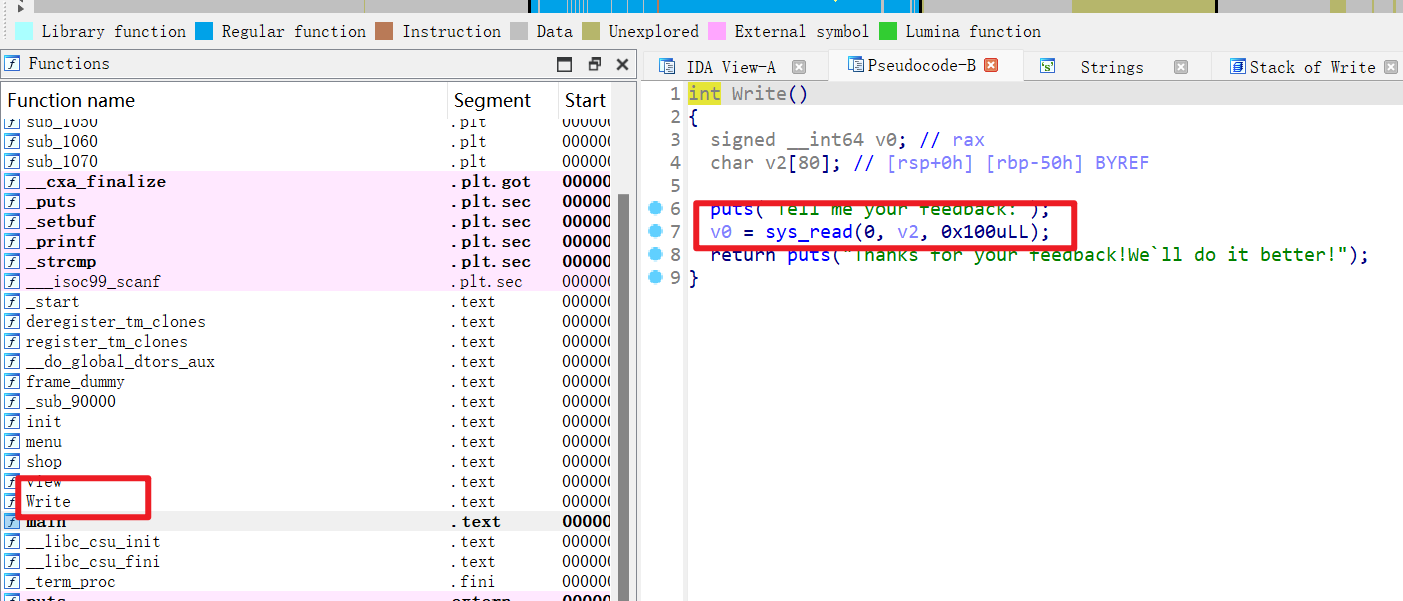 Library function Regular function Instruction Data Unexplored External symbol Lumina function
Functions
Function name Segment Start
sub_1050 .plt 00000
sub_1060 .plt 00000
sub_1070 .plt 00000
__cxa_finalize .plt.got 00000
_puts .plt.sec 00000
_setbuf .plt.sec 00000
_printf .plt.sec 00000
_strcmp .plt.sec 00000
___isoc99_scanf .plt.sec 00000
_start .text 00000
deregister_tm_clones .text 00000
register_tm_clones .text 00000
__do_global_dtors_aux .text 00000
frame_dummy .text 00000
_sub_90000 .text 00000
init .text 00000
menu .text 00000
shop .text 00000
view .text 00000
Write .text 00000
main .text 00000
__libc_csu_init .text 00000
__libc_csu_fini .text 00000
_term_proc .fini 00000
puts extern 00000
IDA View-A Pseudocode-B Strings Stack of Write
1 int Write()
2 {
3 signed __int64 v0; // rax
4 char v2[80]; // [rsp+0h] [rbp-50h] BYREF
5
6 puts("Tell me your feedback:");
7 v0 = sys_read(0, v2, 0x100uLL);
8 return puts("Thanks for your feedback!We`ll do it better!");
9 }